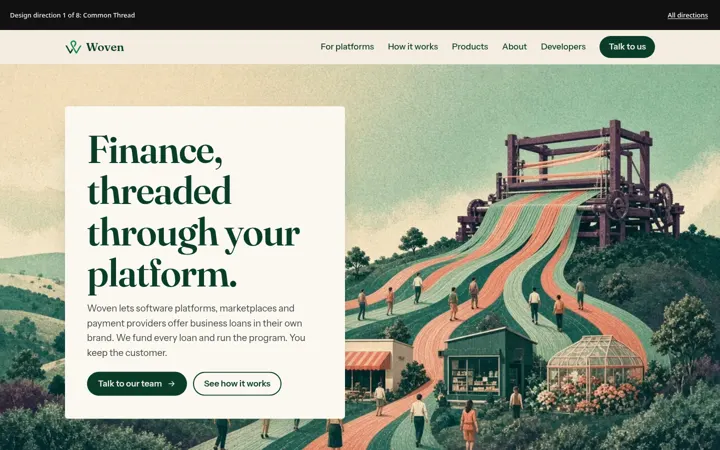 Design direction 1 of 8: Common Thread
All directions
Woven
For platforms
How it works
Products
About
Developers
Talk to us
Finance,
threaded
through your
platform.
Woven lets software platforms, marketplaces and
payment providers offer business loans in their own
brand. We fund every loan and run the program. You
keep the customer.
Talk to our team →
See how it works